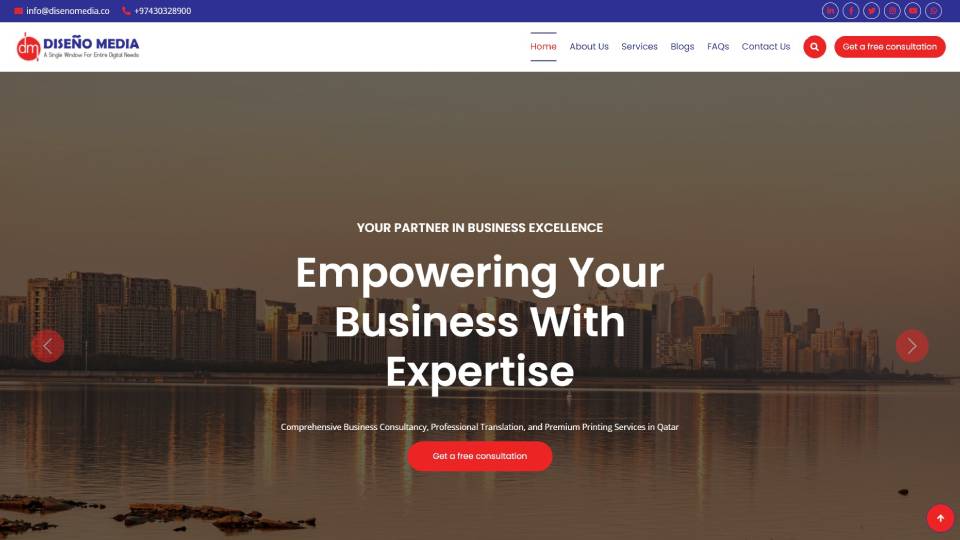 info@disenomedia.co +97430328900
dm DISEÑO MEDIA
A Single Window For Entire Digital Needs
Home About Us Services Blogs FAQs Contact Us Get a free consultation
YOUR PARTNER IN BUSINESS EXCELLENCE
Empowering Your
Business With
Expertise
Comprehensive Business Consultancy, Professional Translation, and Premium Printing Services in Qatar
Get a free consultation